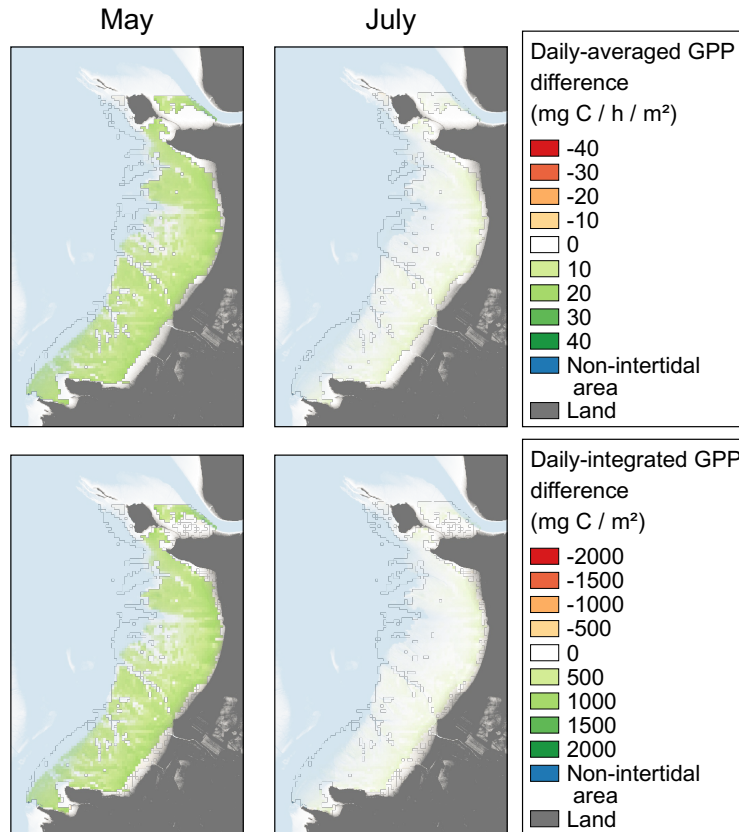 May
July
Daily-averaged GPP
difference
(mg C / h / m²)
-40
-30
-20
-10
0
10
20
30
40
Non-intertidal
area
Land
Daily-integrated GPP
difference
(mg C / m²)
-2000
-1500
-1000
-500
0
500
1000
1500
2000
Non-intertidal
area
Land